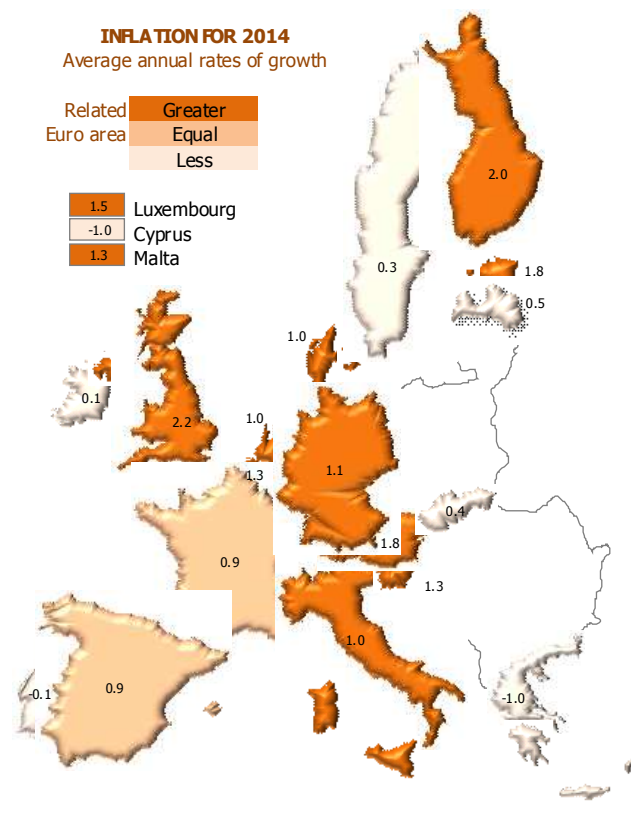 INFLATION FOR 2014
Average annual rates of growth
Related Greater
Euro area Equal
Less
1.5 Luxembourg
-1.0 Cyprus
1.3 Malta
2.0
0.3
1.8
0.5
1.0
0.1
2.2
1.0
1.3
1.1
0.4
1.8
0.9
1.3
1.0
-0.1
0.9
-1.0